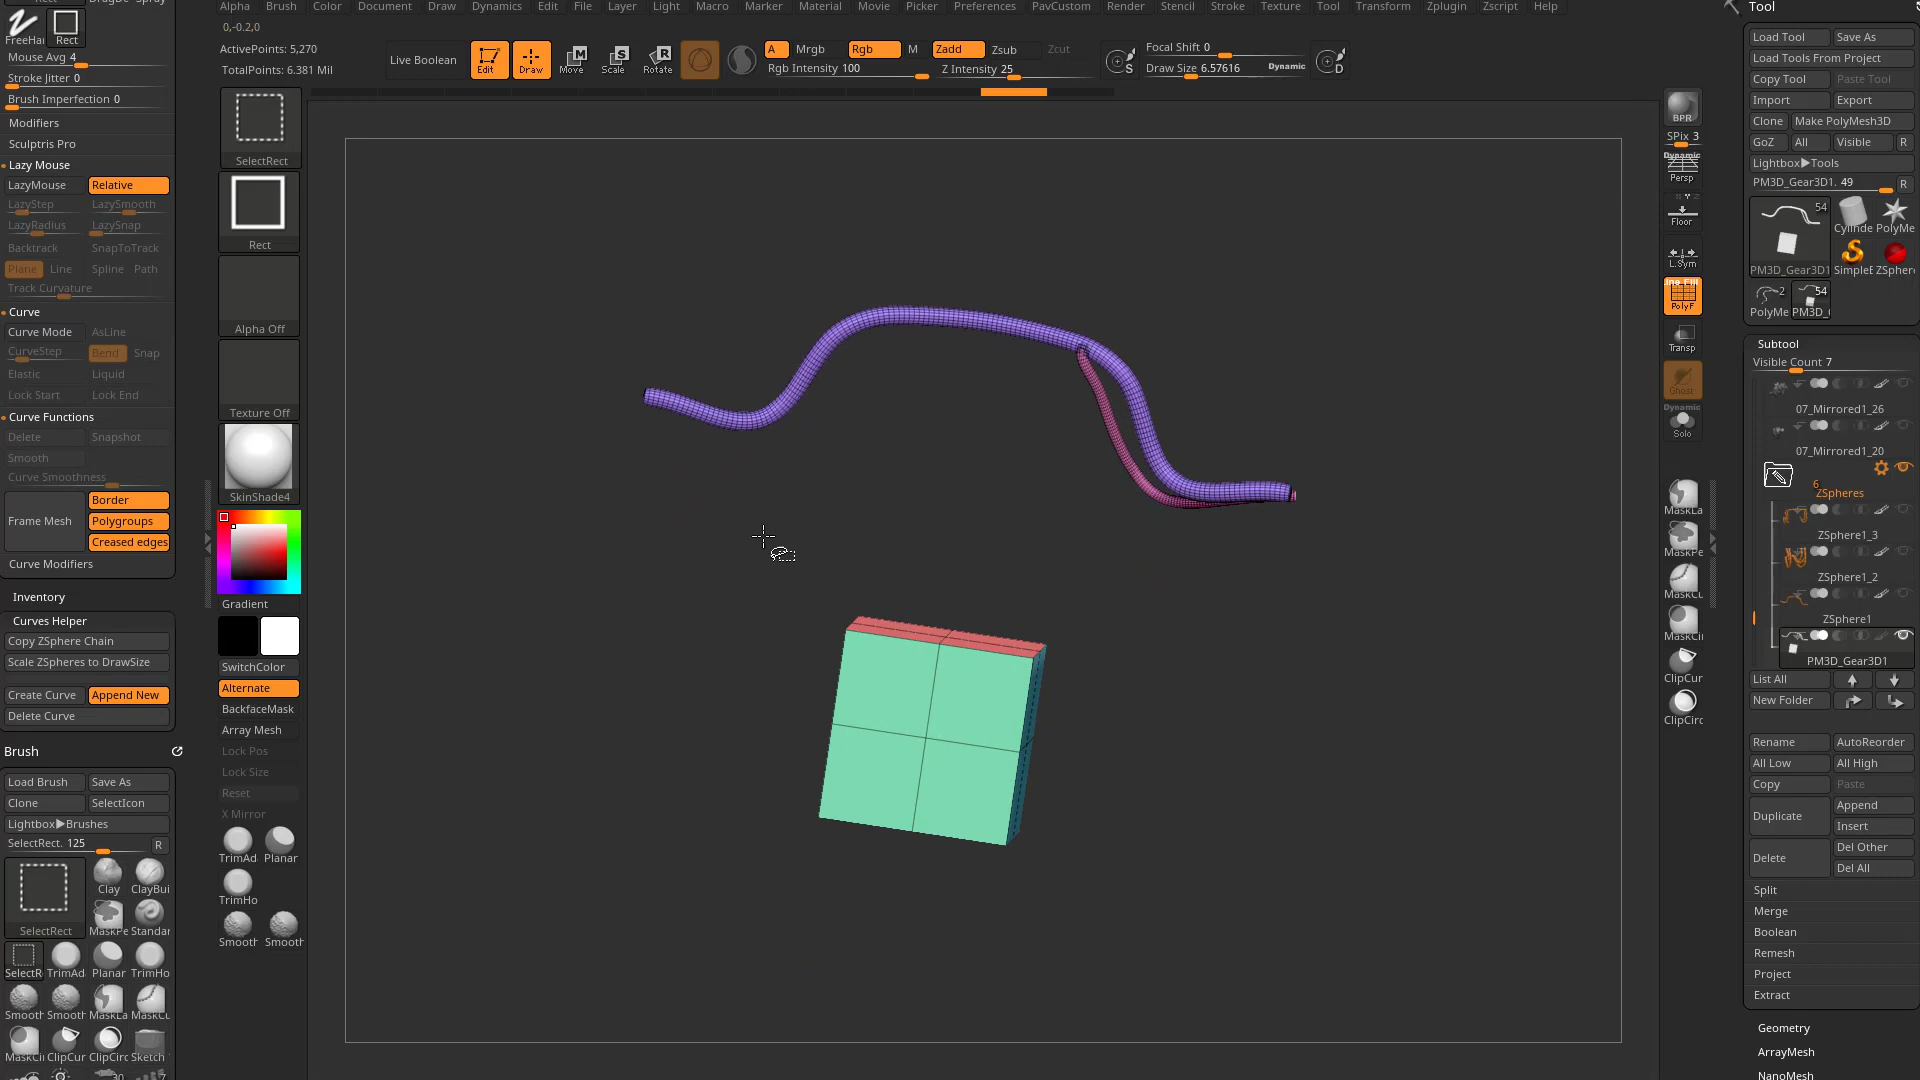 Alpha Brush Color Document Draw Dynamics Edit File Layer Light Macro Marker Material Movie Picker Preferences PavCustom Render Stencil Stroke Texture Tool Transform Zplugin Zscript Help
FreeHa
Rect
Mouse Avg 4
Stroke Jitter 0
Brush Imperfection 0
Modifiers
Sculptris Pro
Lazy Mouse
LazyMouse Relative
LazyStep LazySmooth
LazyRadius LazySnap
Backtrack SnapToTrack
Plane Line Spline Path
Track Curvature
Curve
Curve Mode AsLine
CurveStep Bend Snap
Elastic Liquid
Lock Start Lock End
Curve Functions
Delete Snapshot
Smooth
Curve Smoothness
Frame Mesh
Border
Polygroups
Creased edges
Curve Modifiers
Inventory
Curves Helper
Copy ZSphere Chain
Scale ZSpheres to DrawSize
Create Curve Append New
Delete Curve
Brush
Load Brush Save As
Clone SelectIcon
Lightbox▶Brushes
SelectRect. 125 R
SelectRect
Clay ClayBui
MaskPe Standar
SelectR TrimAd Planar TrimHo
Smooth Smooth MaskLa MaskCu
MaskCi ClipCur ClipCirc Sketch
0,-0.2,0
ActivePoints: 5,270
TotalPoints: 6.381 Mil
Live Boolean
Edit
Draw
Move
Scale
Rotate
A Mrgb Rgb M
Rgb Intensity 100
Zadd Zsub Zcut
Z Intensity 25
S
Focal Shift 0
Draw Size 6.57616 Dynamic
D
SelectRect
Rect
Alpha Off
Texture Off
SkinShade4
Gradient
SwitchColor
Alternate
BackfaceMask
Array Mesh
Lock Pos
Lock Size
Reset
X Mirror
TrimAd Planar
TrimHo
Smooth Smooth
BPR
SPix 3
Dynamic
Persp
Floor
L.Sym
Line Fill
PolyF
Transp
Ghost
Dynamic
Solo
MaskLa
MaskPe
MaskCu
MaskCir
ClipCur
ClipCirc
Tool
Load Tool Save As
Load Tools From Project
Copy Tool Paste Tool
Import Export
Clone Make PolyMesh3D
GoZ All Visible R
Lightbox▶Tools
PM3D_Gear3D1. 49 R
54
PM3D_Gear3D1
Cylinde PolyMe
SimpleB ZSphere
2 54
PolyMe PM3D_G
Subtool
Visible Count 7
07_Mirrored1_26
07_Mirrored1_20
6
ZSpheres
ZSphere1_3
ZSphere1_2
ZSphere1
PM3D_Gear3D1
List All
New Folder
Rename AutoReorder
All Low All High
Copy Paste
Duplicate
Append
Insert
Delete
Del Other
Del All
Split
Merge
Boolean
Remesh
Project
Extract
Geometry
ArrayMesh
NanoMesh